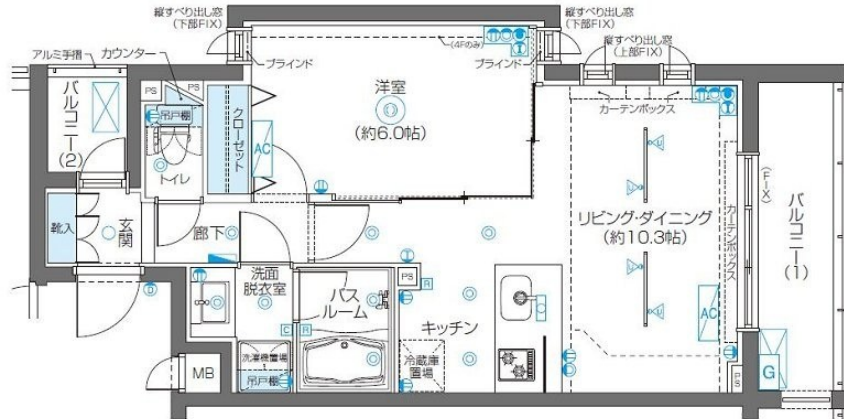 縦すべり出し窓
(下部FIX)
縦すべり出し窓
(下部FIX)
縦すべり出し窓
(上部FIX)
アルミ手摺
カウンター
ブラインド
(4Fのみ)
ブラインド
PS
PS
吊戸棚
トイレ
クローゼット
AC
洋室
(約6.0帖)
カーテンボックス
バルコニー
(2)
靴入
玄関
廊下
リビング・ダイニング
(約10.3帖)
カーテンボックス
(FIX)
バルコニー(1)
洗面
脱衣室
バス
ルーム
PS
R
C
R
キッチン
冷蔵庫
置場
洗濯機置場
吊戸棚
MB
AC
PS
G